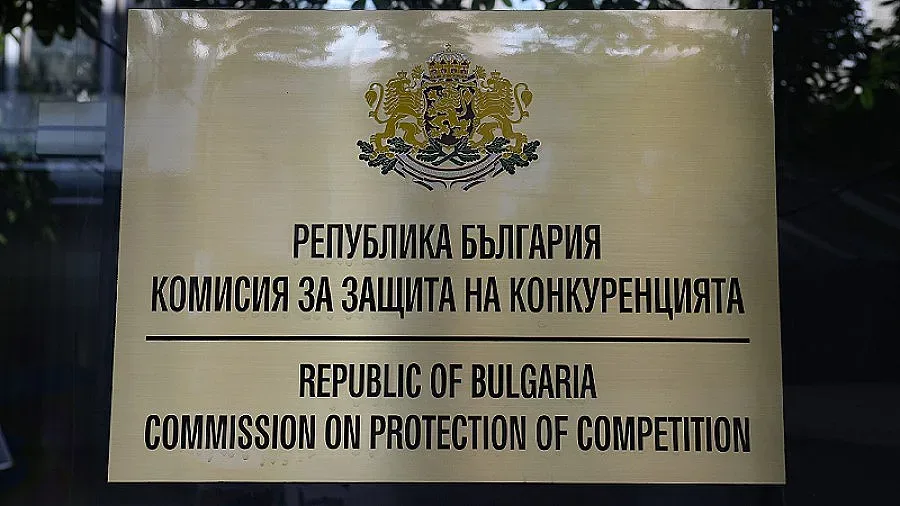 РЕПУБЛИКА БЪЛГАРИЯ
КОМИСИЯ ЗА ЗАЩИТА НА КОНКУРЕНЦИЯТА
REPUBLIC OF BULGARIA
COMMISSION ON PROTECTION OF COMPETITION